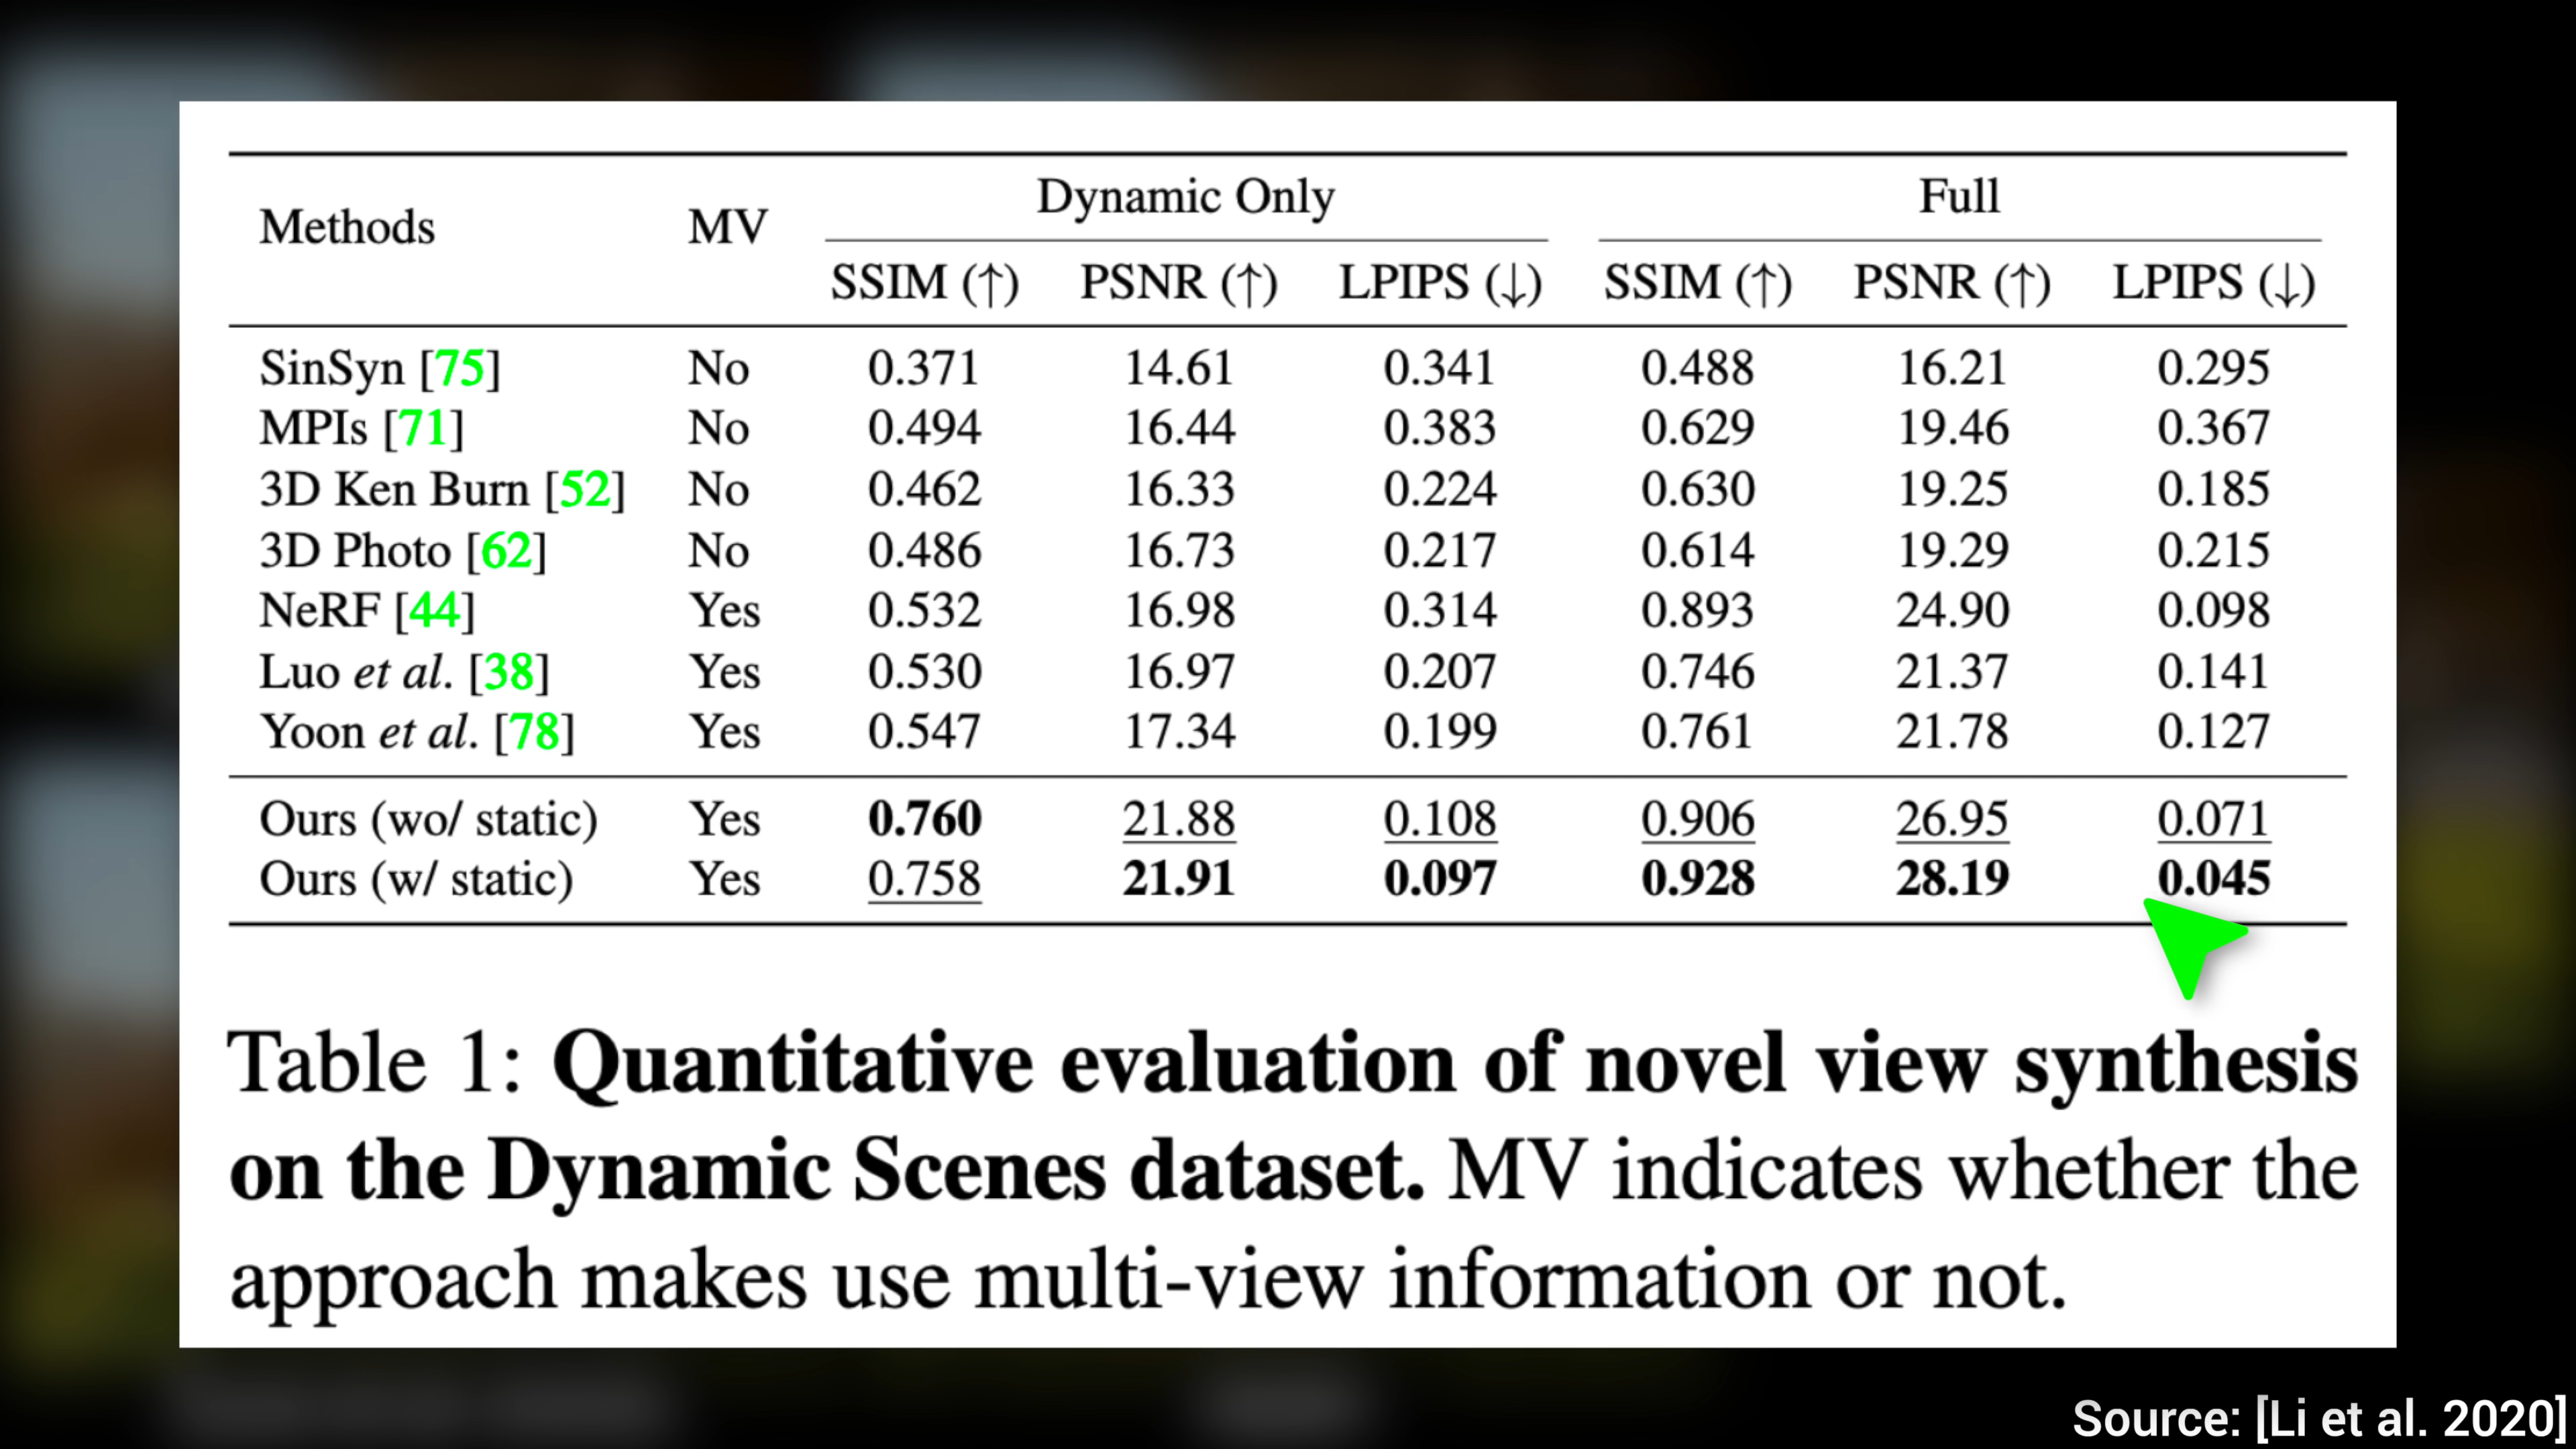 Methods MV Dynamic Only Full
SSIM (↑) PSNR (↑) LPIPS (↓) SSIM (↑) PSNR (↑) LPIPS (↓)
SinSyn [75] No 0.371 14.61 0.341 0.488 16.21 0.295
MPIs [71] No 0.494 16.44 0.383 0.629 19.46 0.367
3D Ken Burn [52] No 0.462 16.33 0.224 0.630 19.25 0.185
3D Photo [62] No 0.486 16.73 0.217 0.614 19.29 0.215
NeRF [44] Yes 0.532 16.98 0.314 0.893 24.90 0.098
Luo et al. [38] Yes 0.530 16.97 0.207 0.746 21.37 0.141
Yoon et al. [78] Yes 0.547 17.34 0.199 0.761 21.78 0.127
Ours (wo/ static) Yes 0.760 21.88 0.108 0.906 26.95 0.071
Ours (w/ static) Yes 0.758 21.91 0.097 0.928 28.19 0.045
Table 1: Quantitative evaluation of novel view synthesis
on the Dynamic Scenes dataset. MV indicates whether the
approach makes use multi-view information or not.
Source: [Li et al. 2020]